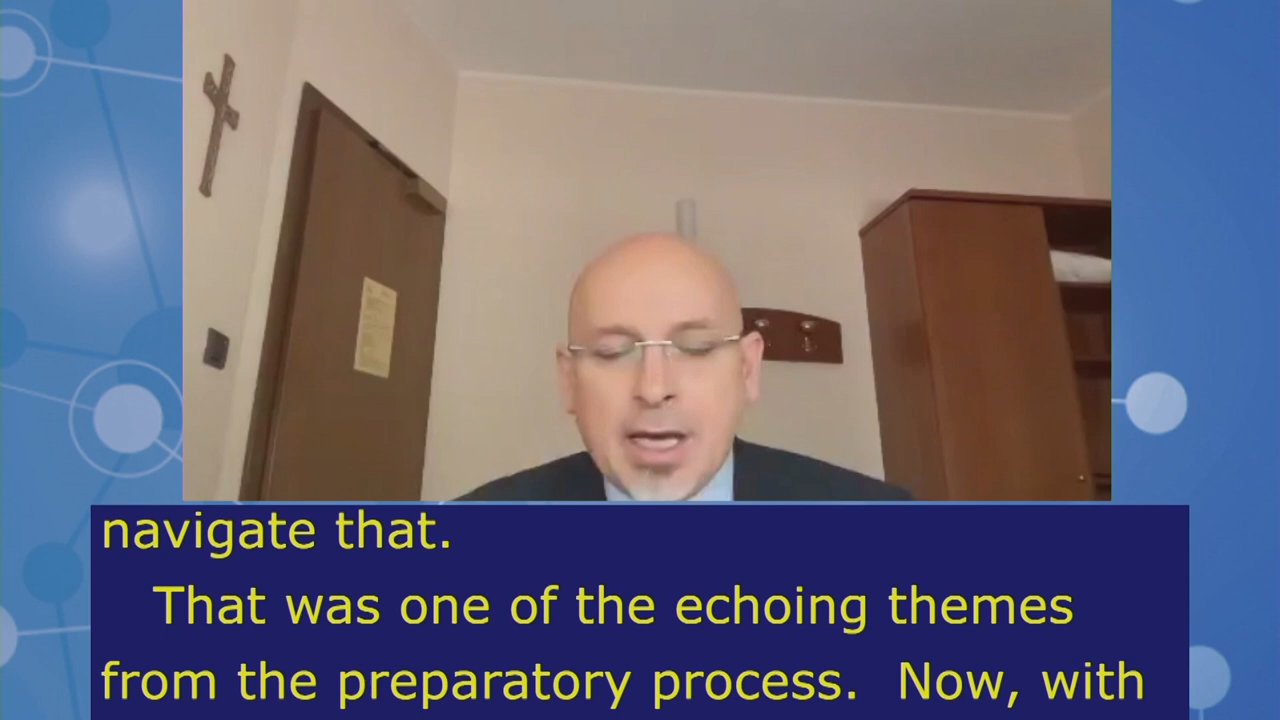 navigate that.
That was one of the echoing themes
from the preparatory process.  Now, with